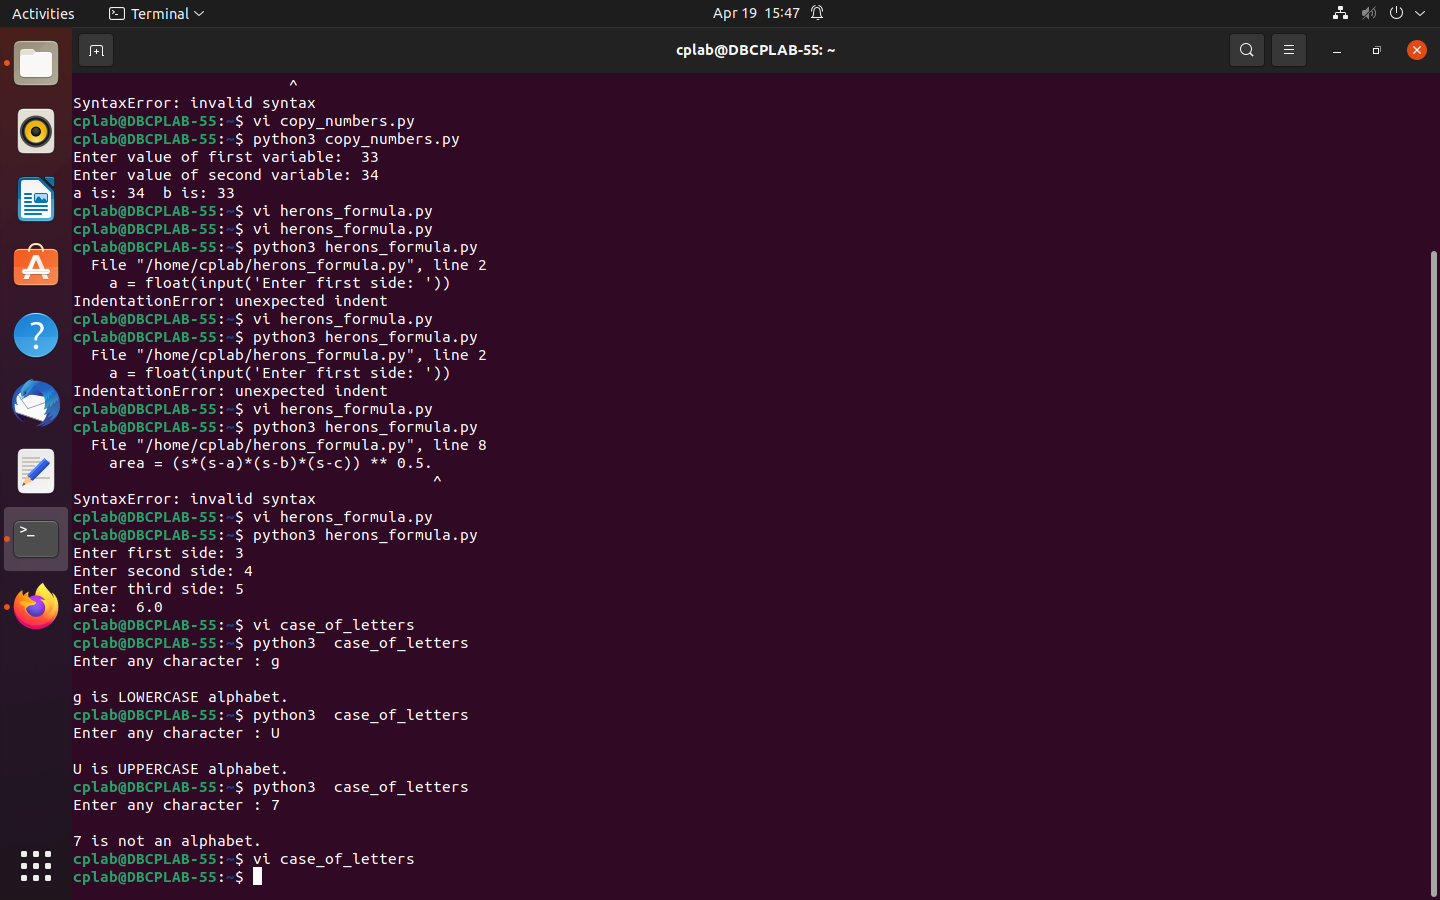 Activities
Terminal
Apr 19 15:47
cplab@DBCPLAB-55: ~
^
SyntaxError: invalid syntax
cplab@DBCPLAB-55:~$ vi copy_numbers.py
cplab@DBCPLAB-55:~$ python3 copy_numbers.py
Enter value of first variable:  33
Enter value of second variable: 34
a is: 34  b is: 33
cplab@DBCPLAB-55:~$ vi herons_formula.py
cplab@DBCPLAB-55:~$ vi herons_formula.py
cplab@DBCPLAB-55:~$ python3 herons_formula.py
  File "/home/cplab/herons_formula.py", line 2
    a = float(input('Enter first side: '))
IndentationError: unexpected indent
cplab@DBCPLAB-55:~$ vi herons_formula.py
cplab@DBCPLAB-55:~$ python3 herons_formula.py
  File "/home/cplab/herons_formula.py", line 2
    a = float(input('Enter first side: '))
IndentationError: unexpected indent
cplab@DBCPLAB-55:~$ vi herons_formula.py
cplab@DBCPLAB-55:~$ python3 herons_formula.py
  File "/home/cplab/herons_formula.py", line 8
    area = (s*(s-a)*(s-b)*(s-c)) ** 0.5.
^
SyntaxError: invalid syntax
cplab@DBCPLAB-55:~$ vi herons_formula.py
cplab@DBCPLAB-55:~$ python3 herons_formula.py
Enter first side: 3
Enter second side: 4
Enter third side: 5
area:  6.0
cplab@DBCPLAB-55:~$ vi case_of_letters
cplab@DBCPLAB-55:~$ python3  case_of_letters
Enter any character : g
g is LOWERCASE alphabet.
cplab@DBCPLAB-55:~$ python3  case_of_letters
Enter any character : U
U is UPPERCASE alphabet.
cplab@DBCPLAB-55:~$ python3  case_of_letters
Enter any character : 7
7 is not an alphabet.
cplab@DBCPLAB-55:~$ vi case_of_letters
cplab@DBCPLAB-55:~$